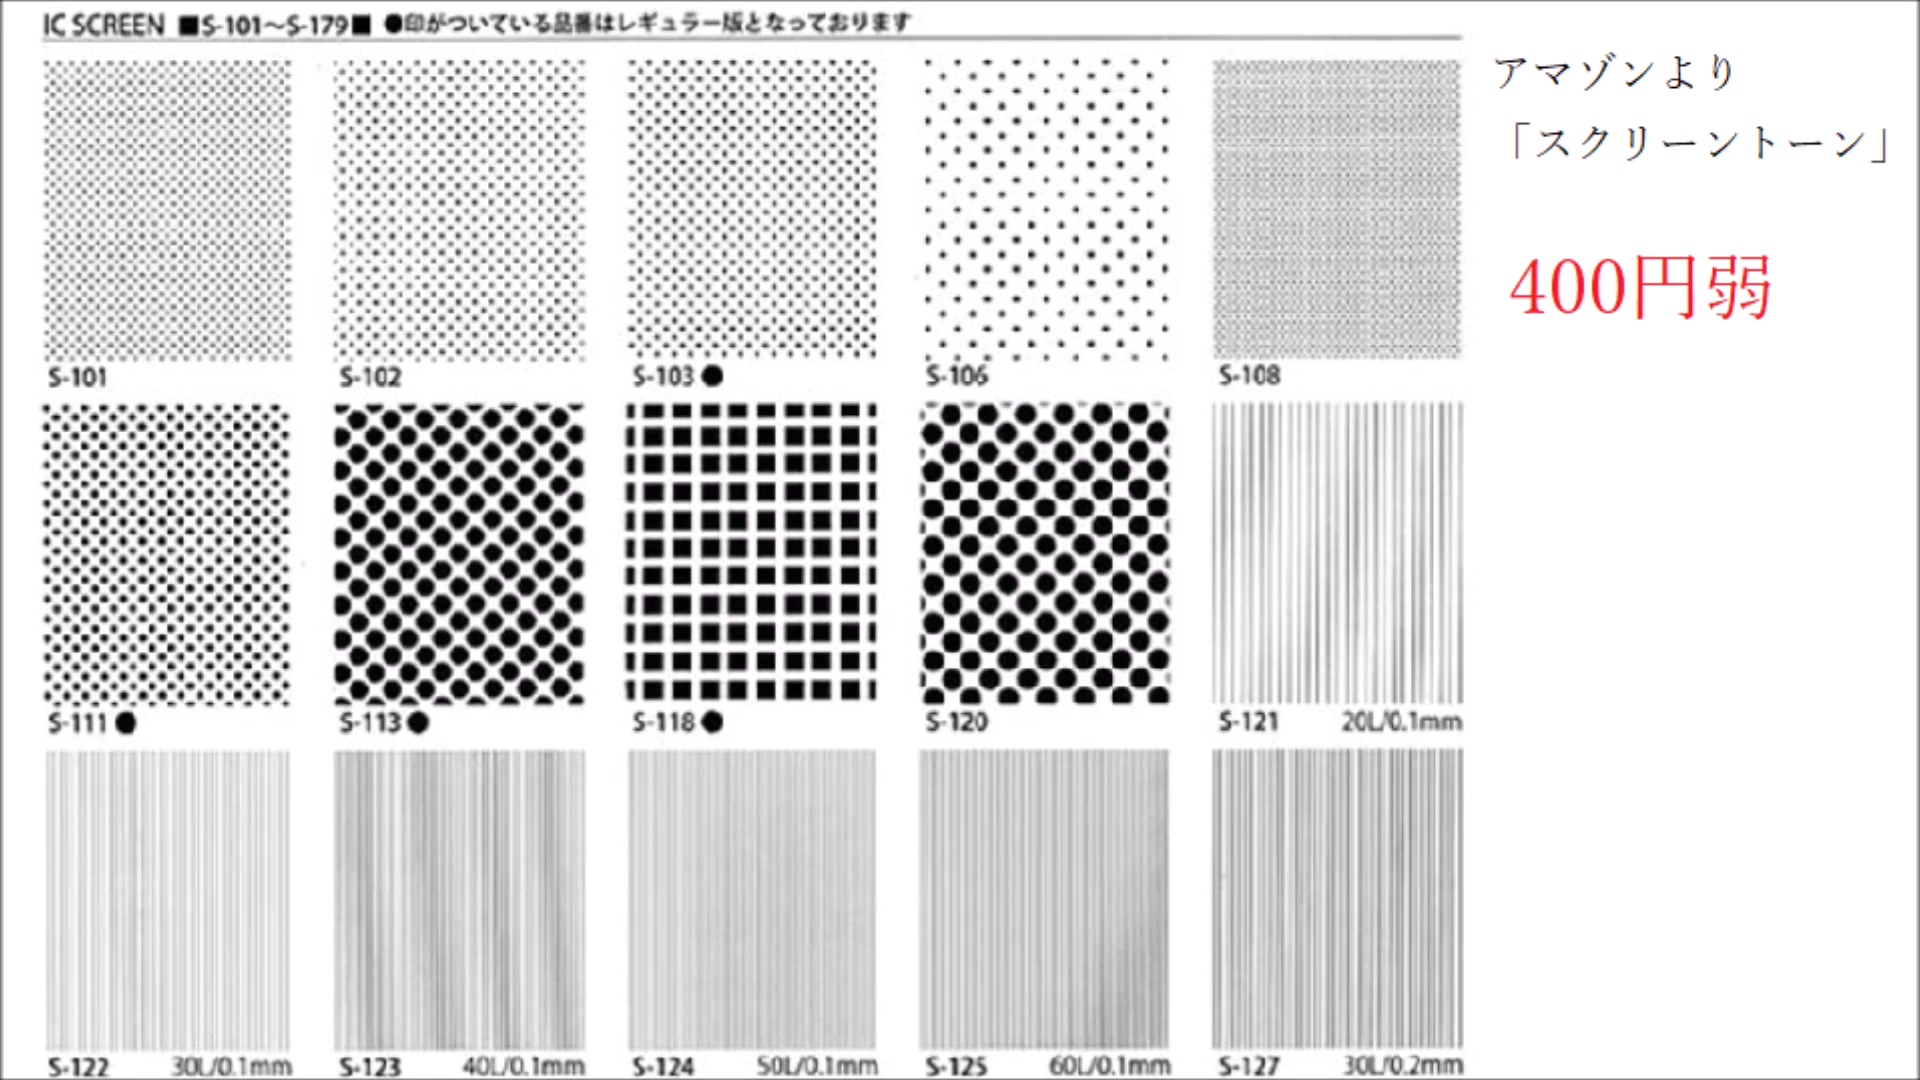 IC SCREEN ■S-101～S-179■ ●印がついている品番はレギュラー版となっております
アマゾンより
「スクリーントーン」
400円弱
S-101
S-102
S-103 ●
S-106
S-108
S-111 ●
S-113 ●
S-118 ●
S-120
S-121 20L/0.1mm
S-122 30L/0.1mm
S-123 40L/0.1mm
S-124 50L/0.1mm
S-125 60L/0.1mm
S-127 30L/0.2mm